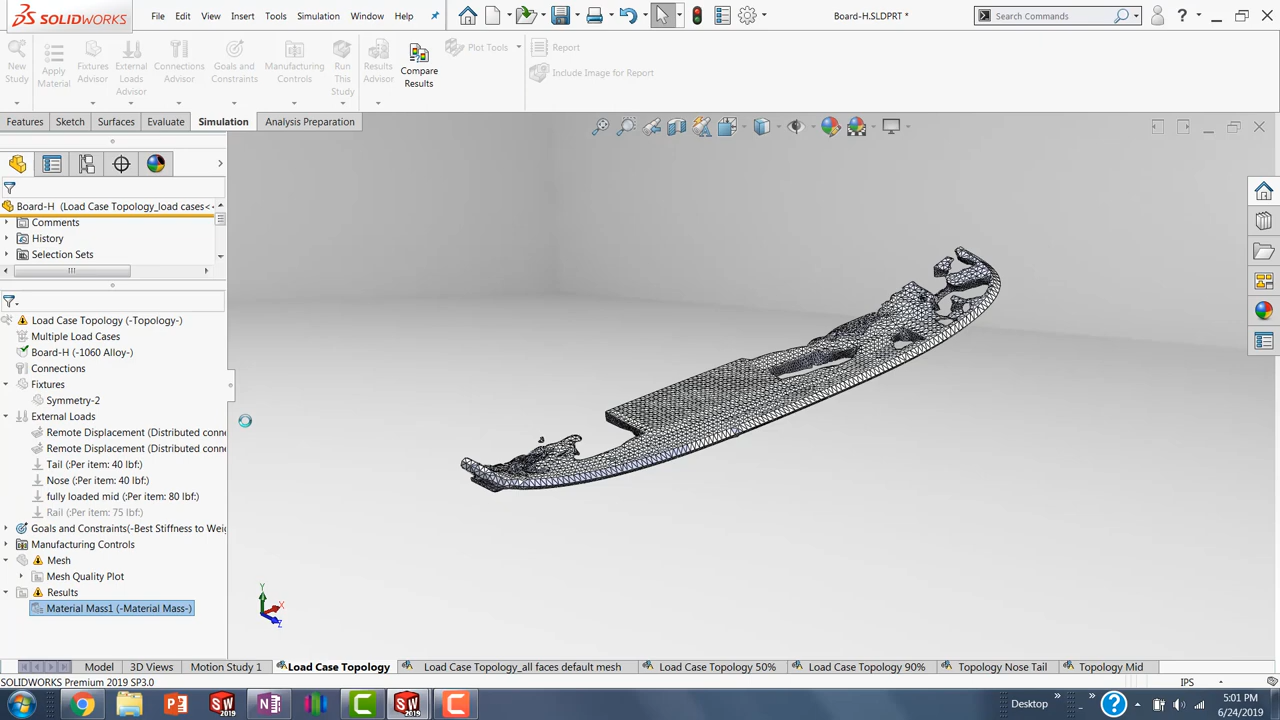 SOLIDWORKS
File Edit View Insert Tools Simulation Window Help
Board-H.SLDPRT *
Search Commands
New Study
Apply Material
Fixtures Advisor
External Loads Advisor
Connections Advisor
Goals and Constraints
Manufacturing Controls
Run This Study
Results Advisor
Compare Results
Plot Tools
Report
Include Image for Report
Features Sketch Surfaces Evaluate Simulation Analysis Preparation
Board-H (Load Case Topology_load cases<
Comments
History
Selection Sets
Load Case Topology (-Topology-)
Multiple Load Cases
Board-H (-1060 Alloy-)
Connections
Fixtures
Symmetry-2
External Loads
Remote Displacement (Distributed conne
Remote Displacement (Distributed conne
Tail (:Per item: 40 lbf:)
Nose (:Per item: 40 lbf:)
fully loaded mid (:Per item: 80 lbf:)
Rail (:Per item: 75 lbf:)
Goals and Constraints(-Best Stiffness to Weig
Manufacturing Controls
Mesh
Mesh Quality Plot
Results
Material Mass1 (-Material Mass-)
Y
X
Z
Model 3D Views Motion Study 1 Load Case Topology Load Case Topology_all faces default mesh Load Case Topology 50% Load Case Topology 90% Topology Nose Tail Topology Mid
SOLIDWORKS Premium 2019 SP3.0
IPS
Desktop
5:01 PM
6/24/2019